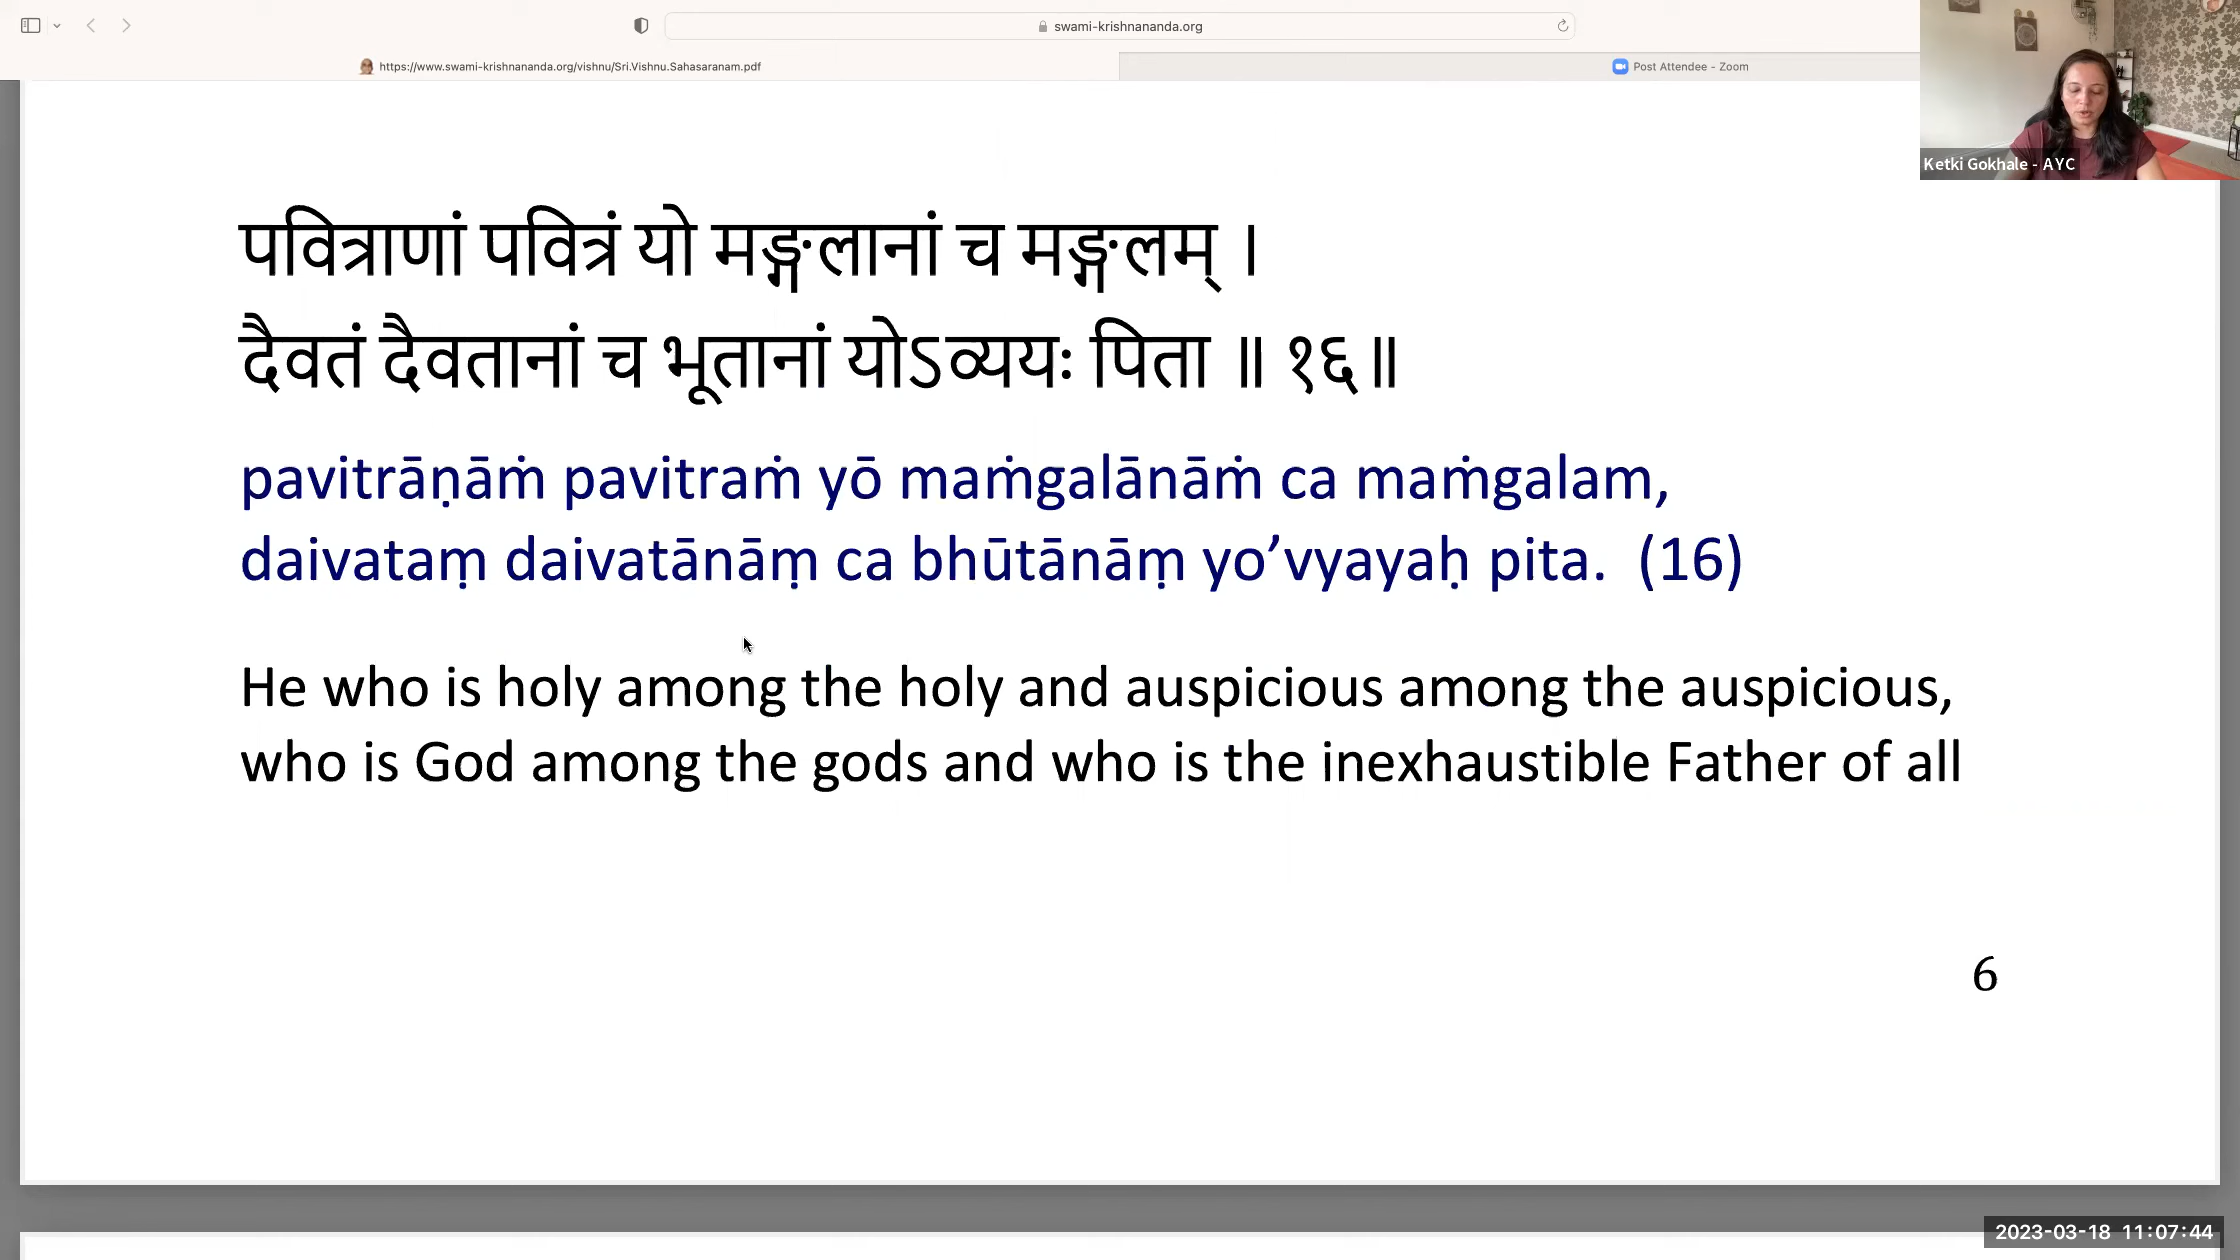 swami-krishnananda.org
https://www.swami-krishnananda.org/vishnu/Sri.Vishnu.Sahasaranam.pdf
Post Attendee - Zoom
Ketki Gokhale - AYC
पवित्राणां पवित्रं यो मङ्गलानां च मङ्गलम् ।
दैवतं दैवतानां च भूतानां योऽव्ययः पिता ॥ १६॥
pavitrāṇāṁ pavitraṁ yō maṁgalānāṁ ca maṁgalam,
daivataṃ daivatānāṃ ca bhūtānāṃ yo’vyayaḥ pita. (16)
He who is holy among the holy and auspicious among the auspicious,
who is God among the gods and who is the inexhaustible Father of all
6
2023-03-18 11:07:44